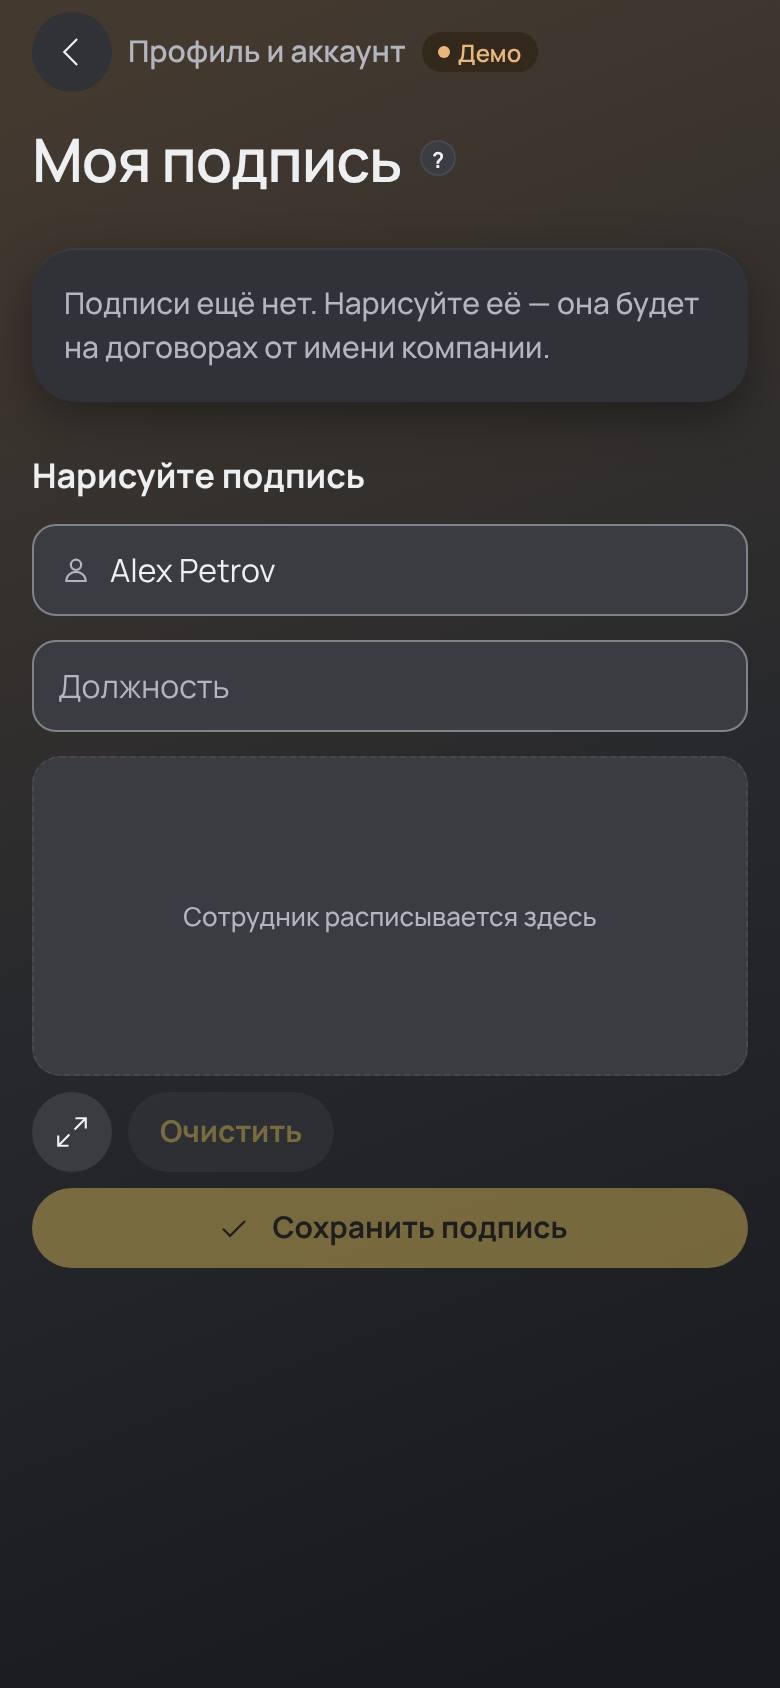 Профиль и аккаунт
Демо
Моя подпись
?
Подписи ещё нет. Нарисуйте её — она будет
на договорах от имени компании.
Нарисуйте подпись
Alex Petrov
Должность
Сотрудник расписывается здесь
Очистить
Сохранить подпись